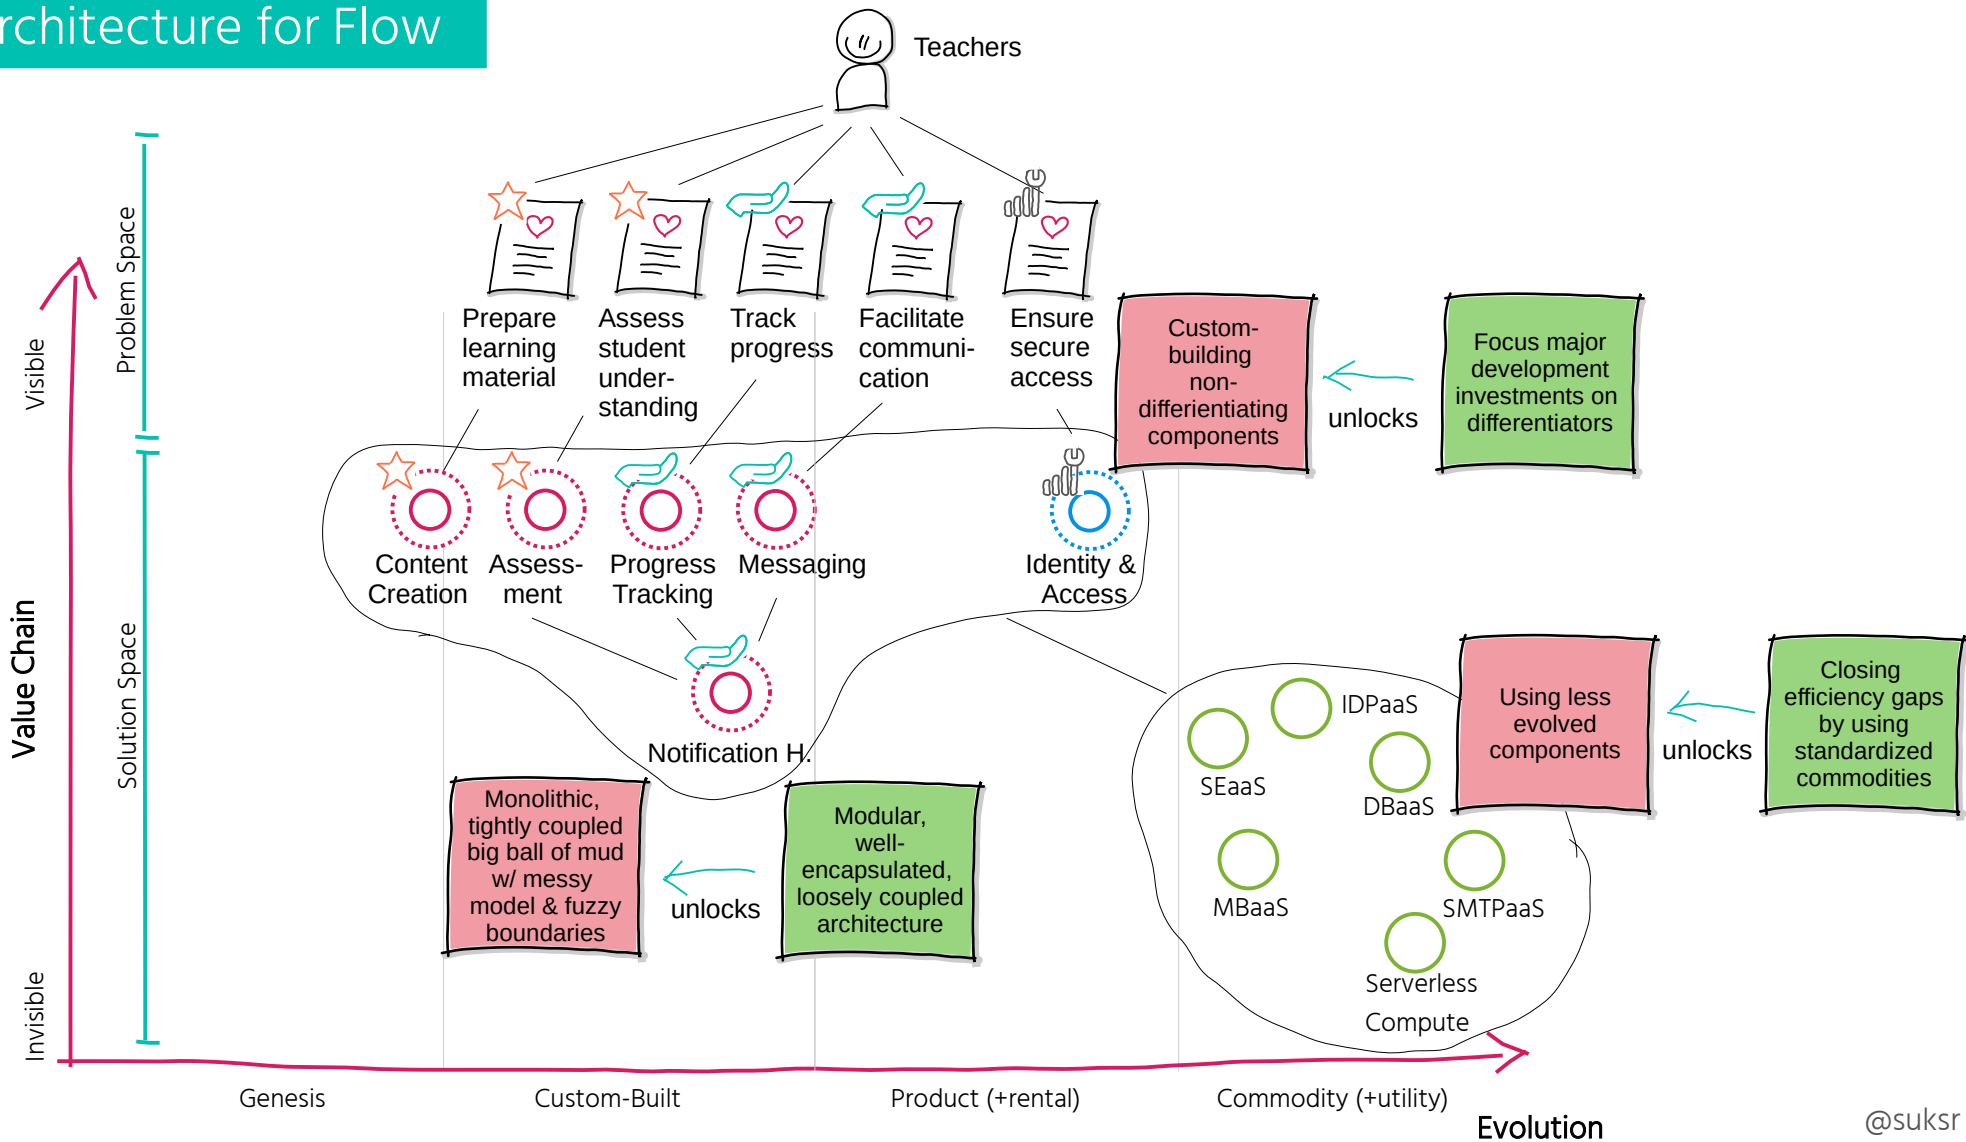 rchitecture for Flow
Teachers
Prepare
learning
material
Assess
student
under-
standing
Track
progress
Facilitate
communi-
cation
Ensure
secure
access
Custom-
building
non-
differientiating
components
unlocks
Focus major
development
investments on
differentiators
Visible
Problem Space
Value Chain
Solution Space
Invisible
Content
Creation
Assess-
ment
Progress
Tracking
Messaging
Identity &
Access
Notification H.
Monolithic,
tightly coupled
big ball of mud
w/ messy
model & fuzzy
boundaries
unlocks
Modular,
well-
encapsulated,
loosely coupled
architecture
IDPaaS
SEaaS
DBaaS
MBaaS
SMTPaaS
Serverless
Compute
Using less
evolved
components
unlocks
Closing
efficiency gaps
by using
standardized
commodities
Genesis
Custom-Built
Product (+rental)
Commodity (+utility)
Evolution
@suksr